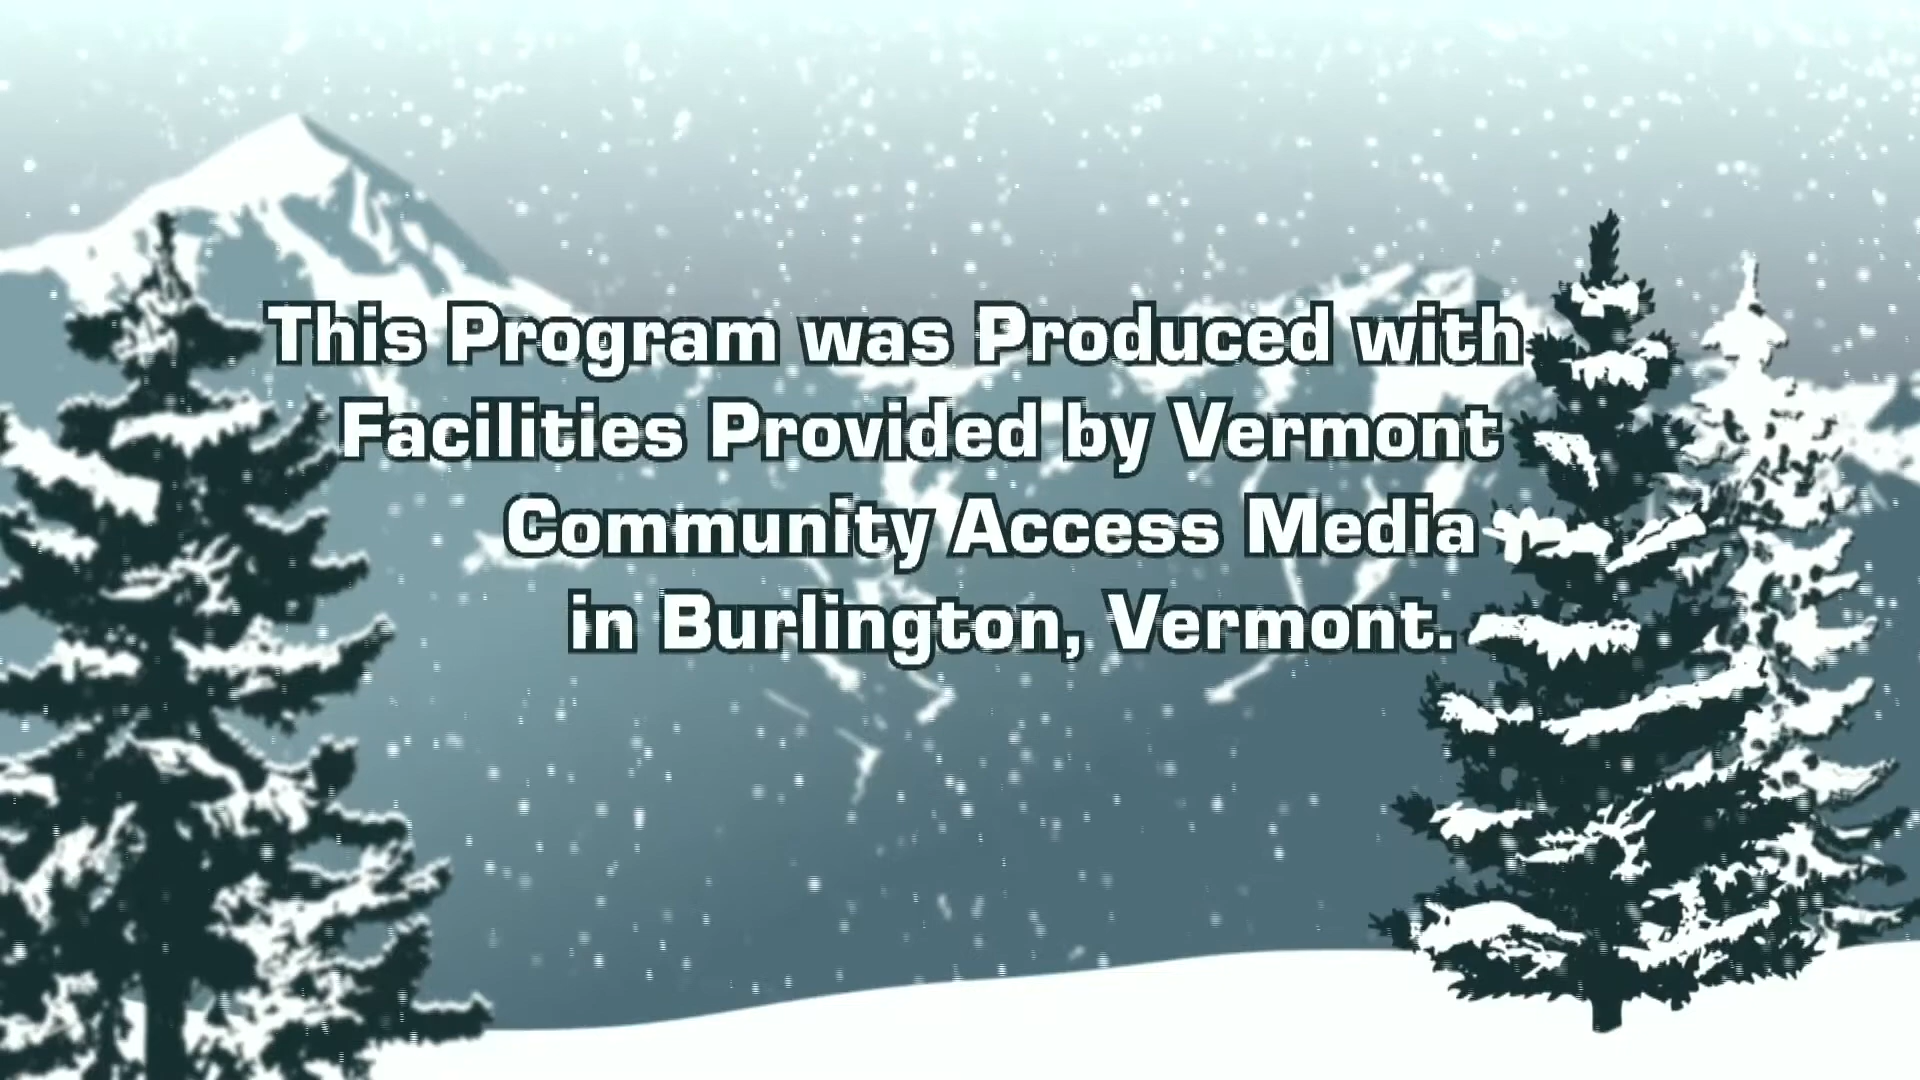 This Program was Produced with
Facilities Provided by Vermont
Community Access Media
in Burlington, Vermont.